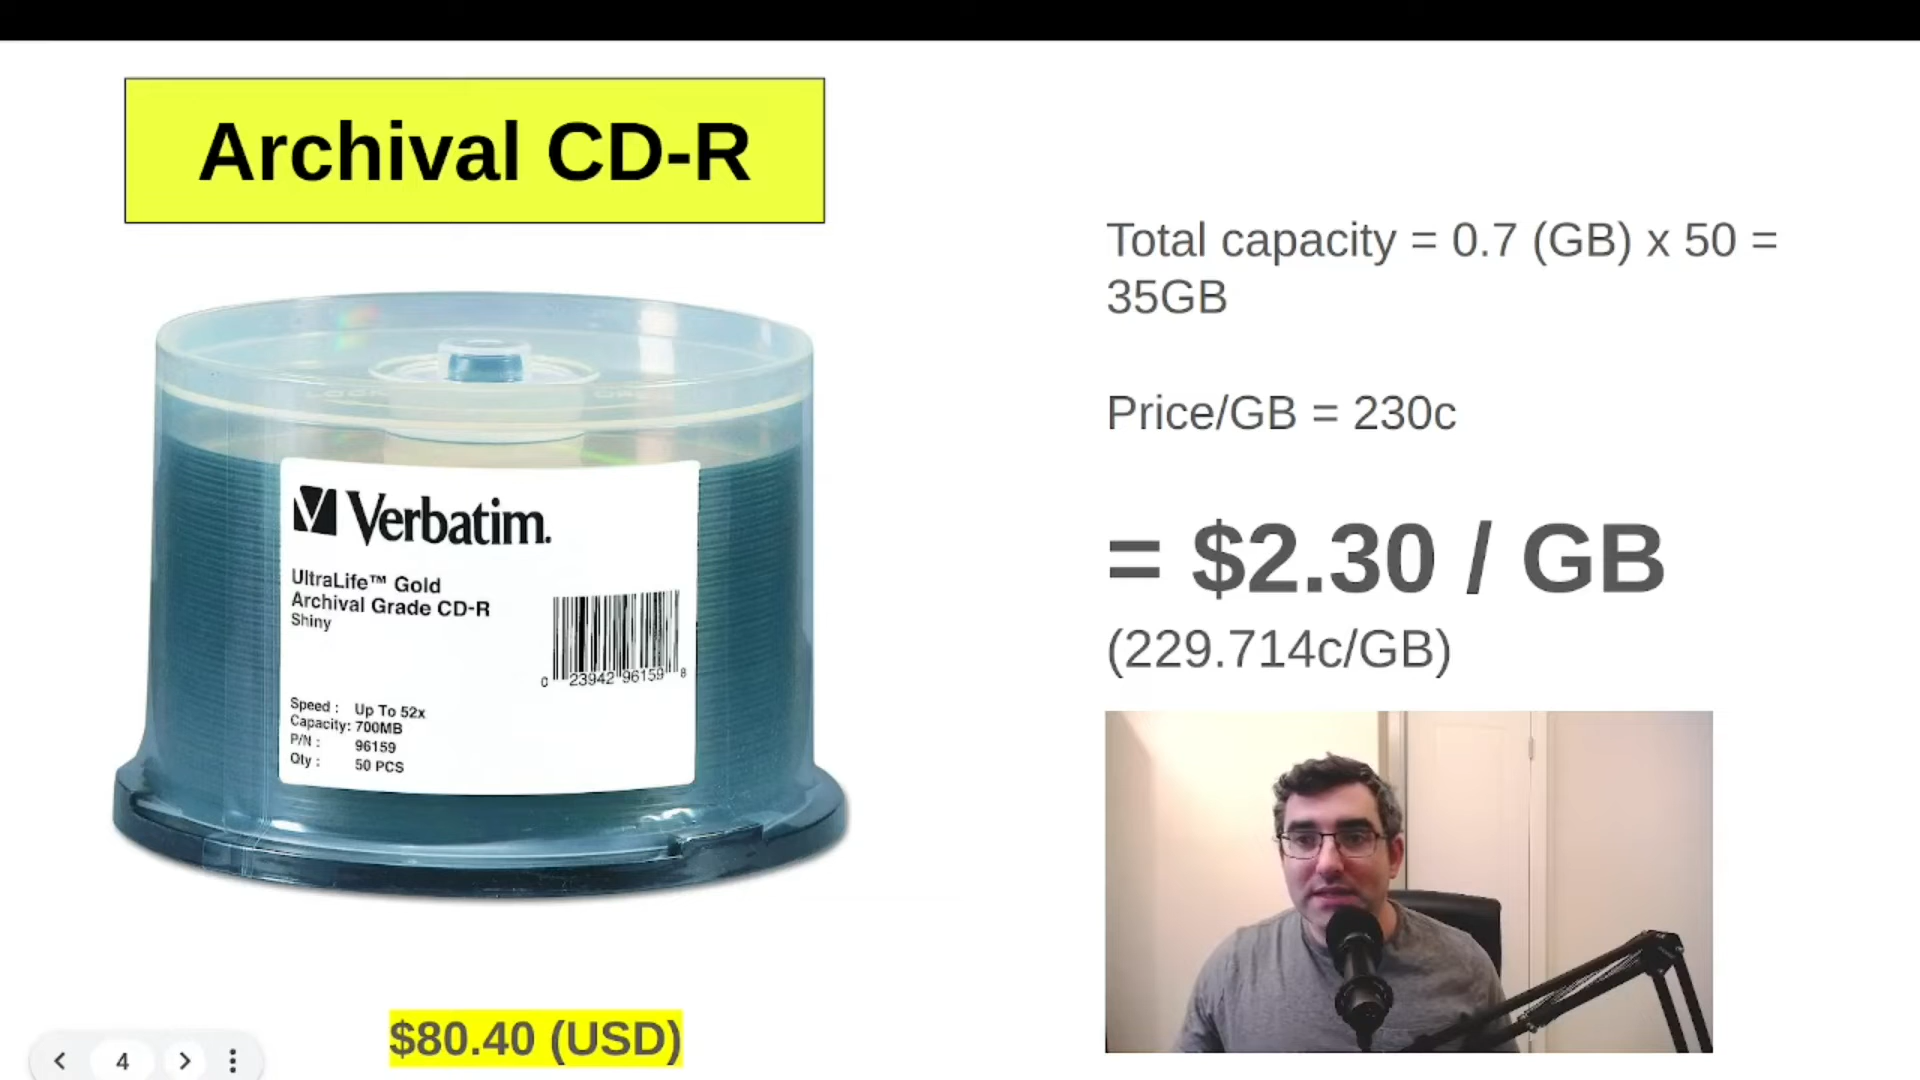 Archival CD-R
LOCK OPEN
Verbatim.
UltraLife™ Gold
Archival Grade CD-R
Shiny
0 23942 96159 8
Speed : Up To 52x
Capacity: 700MB
P/N : 96159
Qty : 50 PCS
$80.40 (USD)
Total capacity = 0.7 (GB) x 50 =
35GB
Price/GB = 230c
= $2.30 / GB
(229.714c/GB)
4